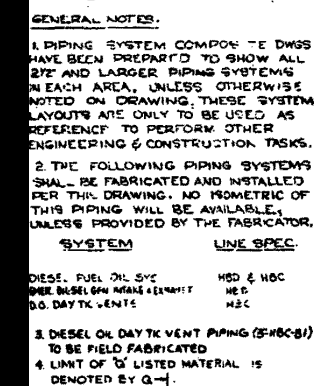 GENERAL NOTES.
1. PIPING SYSTEM COMPOSITE DWGS
HAVE BEEN PREPARED TO SHOW ALL
2½" AND LARGER PIPING SYSTEMS
IN EACH AREA, UNLESS OTHERWISE
NOTED ON DRAWING. THESE SYSTEM
LAYOUTS ARE ONLY TO BE USED AS
REFERENCE TO PERFORM OTHER
ENGINEERING & CONSTRUCTION TASKS.
2. THE FOLLOWING PIPING SYSTEMS
SHALL BE FABRICATED AND INSTALLED
PER THIS DRAWING. NO ISOMETRIC OF
THIS PIPING WILL BE AVAILABLE,
UNLESS PROVIDED BY THE FABRICATOR.
SYSTEM LINE SPEC.
DIESEL FUEL OIL SYS HBD & HBC
DIESEL GEN INTAKE & EXHAUST
D.O. DAY TK VENTS HBC
3. DIESEL OIL DAY TK VENT PIPING (3-HBC-81)
TO BE FIELD FABRICATED
4. LIMIT OF 'Q' LISTED MATERIAL IS
DENOTED BY Q